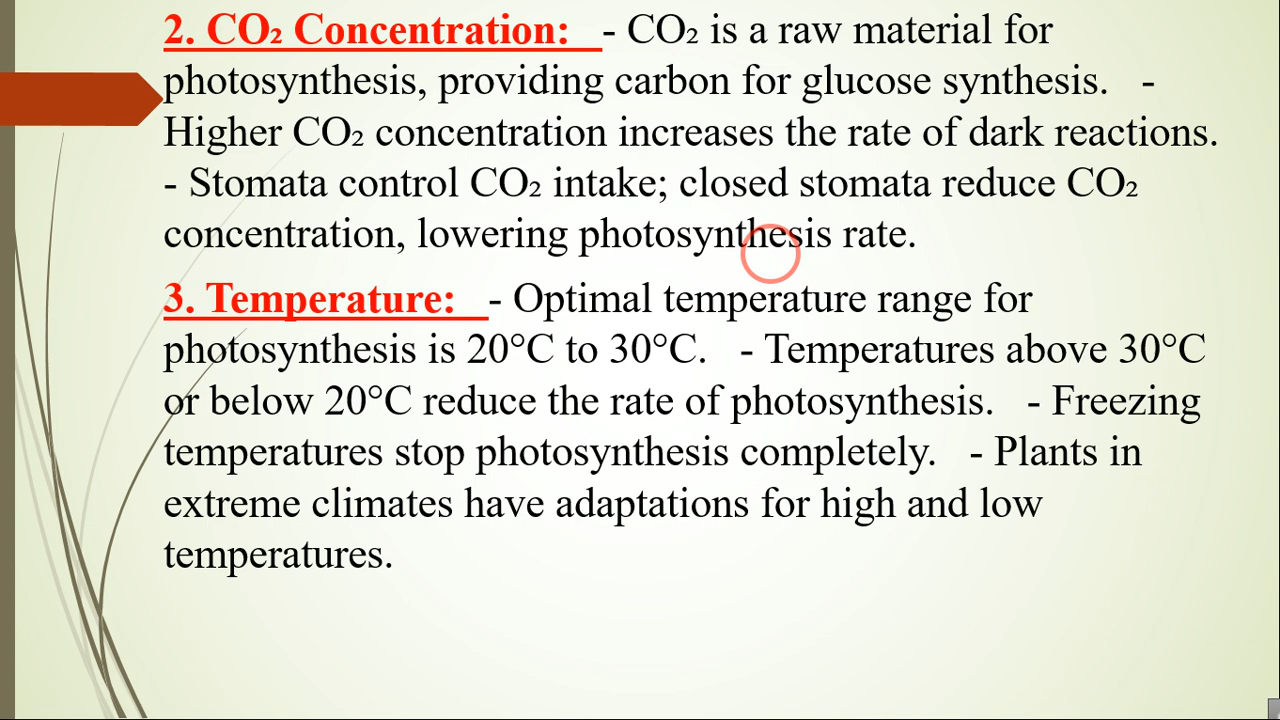 2. CO₂ Concentration: - CO₂ is a raw material for
photosynthesis, providing carbon for glucose synthesis. -
Higher CO₂ concentration increases the rate of dark reactions.
- Stomata control CO₂ intake; closed stomata reduce CO₂
concentration, lowering photosynthesis rate.
3. Temperature: - Optimal temperature range for
photosynthesis is 20°C to 30°C. - Temperatures above 30°C
or below 20°C reduce the rate of photosynthesis. - Freezing
temperatures stop photosynthesis completely. - Plants in
extreme climates have adaptations for high and low
temperatures.